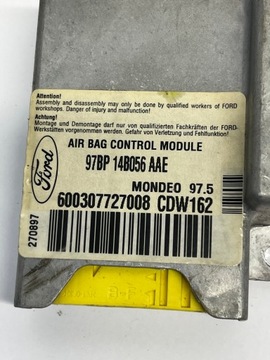 Attention!
Assembly and disassembly may only be done by qualified workers of FORD
workshops. Danger of injury and malfunction!
Achtung!
Montage und Demontage darf nur von qualifizierten Fachkräften der FORD-
Werkstätten durchgeführt werden. Gefahr von Verletzung und Fehlfunktion!
AIR BAG CONTROL MODULE
97BP 14B056 AAE
MONDEO 97.5
600307727008 CDW162
Ford
270897